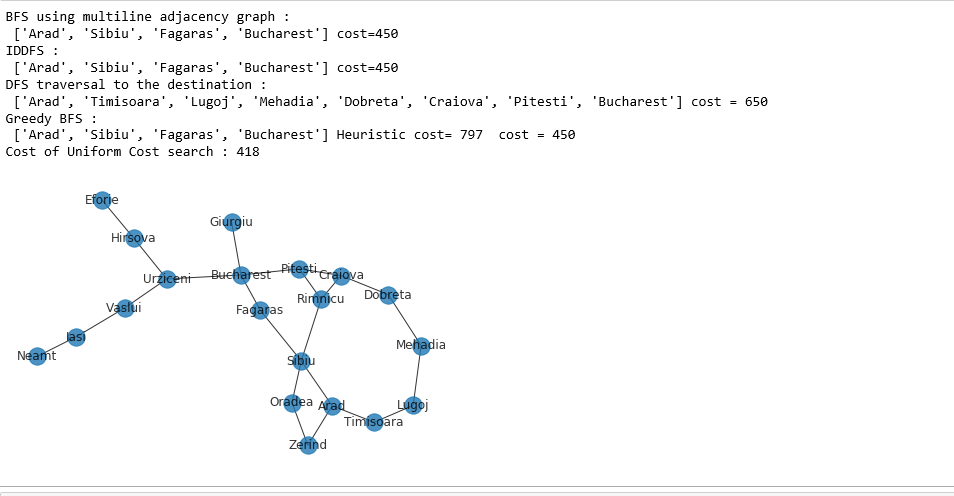 BFS using multiline adjacency graph :
['Arad', 'Sibiu', 'Fagaras', 'Bucharest'] cost=450
IDDFS :
['Arad', 'Sibiu', 'Fagaras', 'Bucharest'] cost=450
DFS traversal to the destination :
['Arad', 'Timisoara', 'Lugoj', 'Mehadia', 'Dobreta', 'Craiova', 'Pitesti', 'Bucharest'] cost = 650
Greedy BFS :
['Arad', 'Sibiu', 'Fagaras', 'Bucharest'] Heuristic cost= 797  cost = 450
Cost of Uniform Cost search : 418
Eforie
Giurgiu
Hirsova
Pitesti
Urziceni
Bucharest
Craiova
Dobreta
Rimnicu
Vaslui
Fagaras
Iasi
Mehadia
Neamt
Sibiu
Oradea
Arad
Lugoj
Timisoara
Zerind